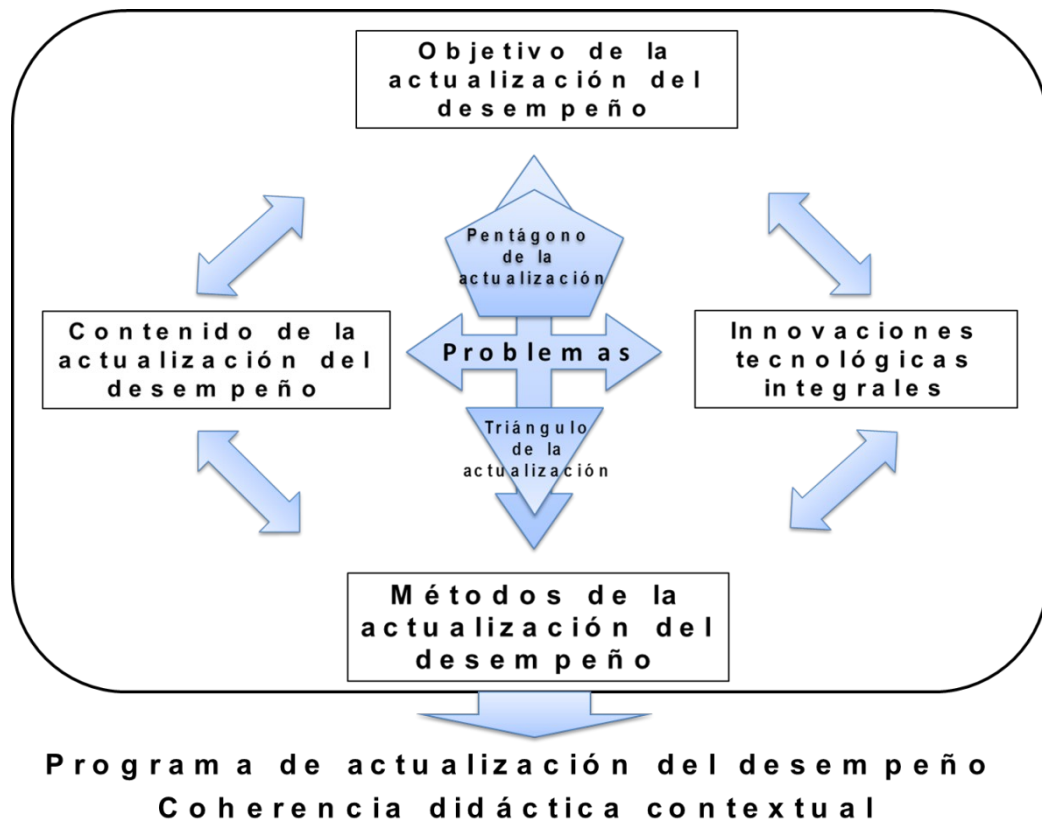 Objetivo de la
actualización del
desempeño
Pentágono
de la
actualización
Contenido de la
actualización del
desempeño
Problemas
Innovaciones
tecnológicas
integrales
Triángulo
de la
actualización
Métodos de la
actualización del
desempeño
Programa de actualización del desempeño
Coherencia didáctica contextual